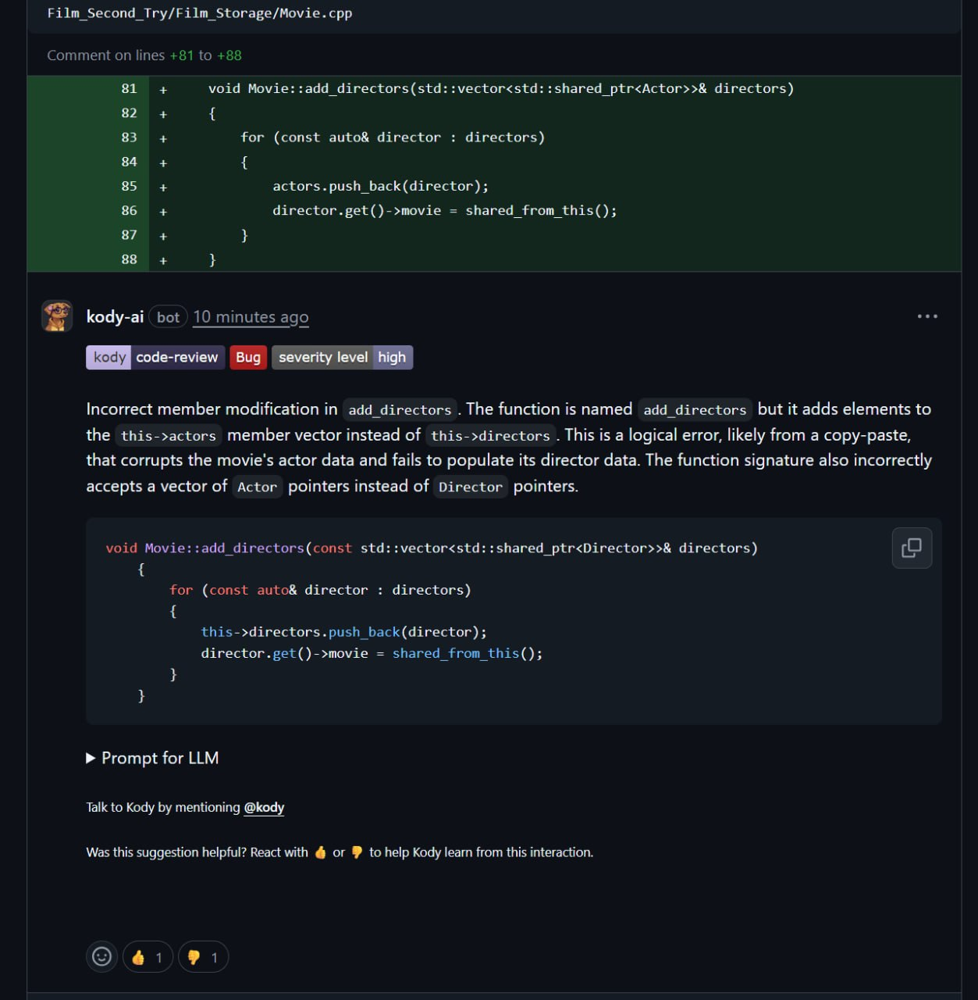 Film_Second_Try/Film_Storage/Movie.cpp
Comment on lines +81 to +88
81 + void Movie::add_directors(std::vector<std::shared_ptr<Actor>>& directors)
82 + {
83 + for (const auto& director : directors)
84 + {
85 + actors.push_back(director);
86 + director.get()->movie = shared_from_this();
87 + }
88 + }
kody-ai bot 10 minutes ago
kody code-review Bug severity level high
Incorrect member modification in add_directors . The function is named add_directors but it adds elements to
the this->actors member vector instead of this->directors . This is a logical error, likely from a copy-paste,
that corrupts the movie's actor data and fails to populate its director data. The function signature also incorrectly
accepts a vector of Actor pointers instead of Director pointers.
void Movie::add_directors(const std::vector<std::shared_ptr<Director>>& directors)
{
for (const auto& director : directors)
{
this->directors.push_back(director);
director.get()->movie = shared_from_this();
}
}
Prompt for LLM
Talk to Kody by mentioning @kody
Was this suggestion helpful? React with 👍 or 👎 to help Kody learn from this interaction.
👍 1 👎 1